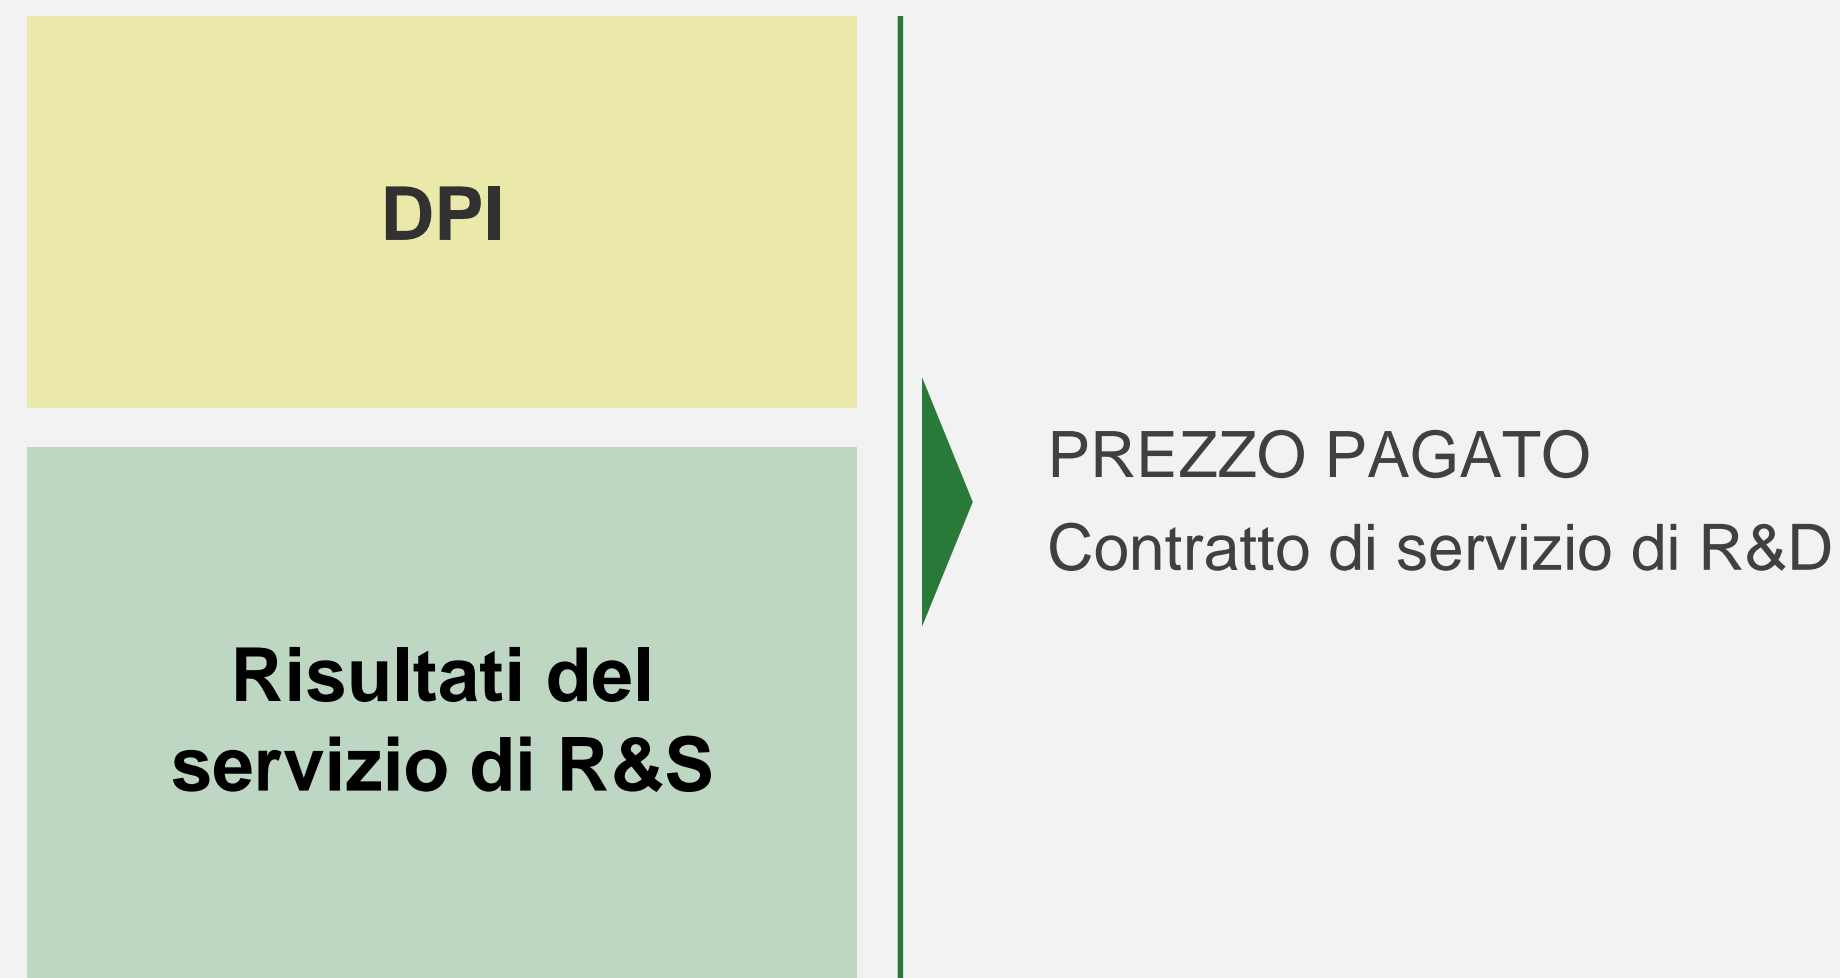 DPI
Risultati del
servizio di R&S
PREZZO PAGATO
Contratto di servizio di R&D